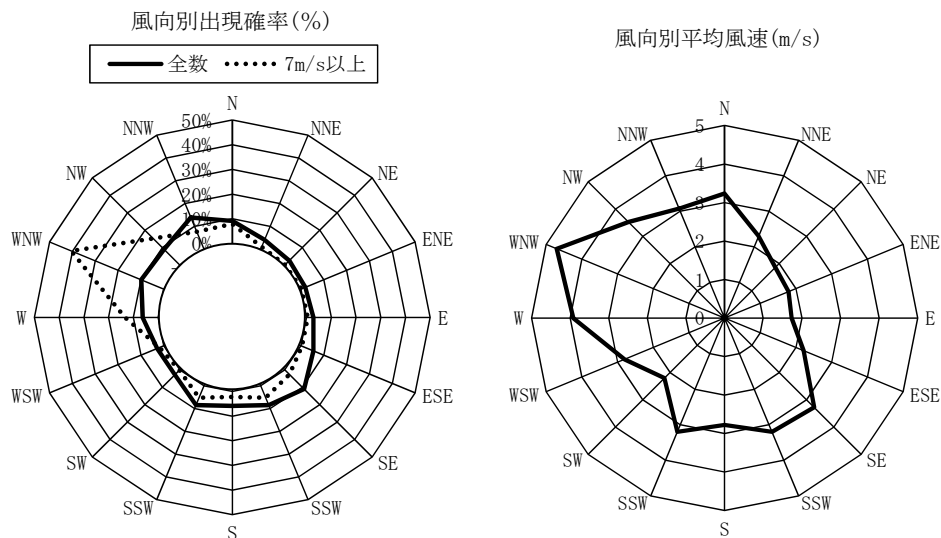 風向別出現確率(%)
全数
7m/s以上
N
NNE
NE
ENE
E
ESE
SE
SSW
S
SSW
SW
WSW
W
WNW
NW
NNW
50%
40%
30%
20%
10%
0%
風向別平均風速(m/s)
N
NNE
NE
ENE
E
ESE
SE
SSW
S
SSW
SW
WSW
W
WNW
NW
NNW
5
4
3
2
1
0